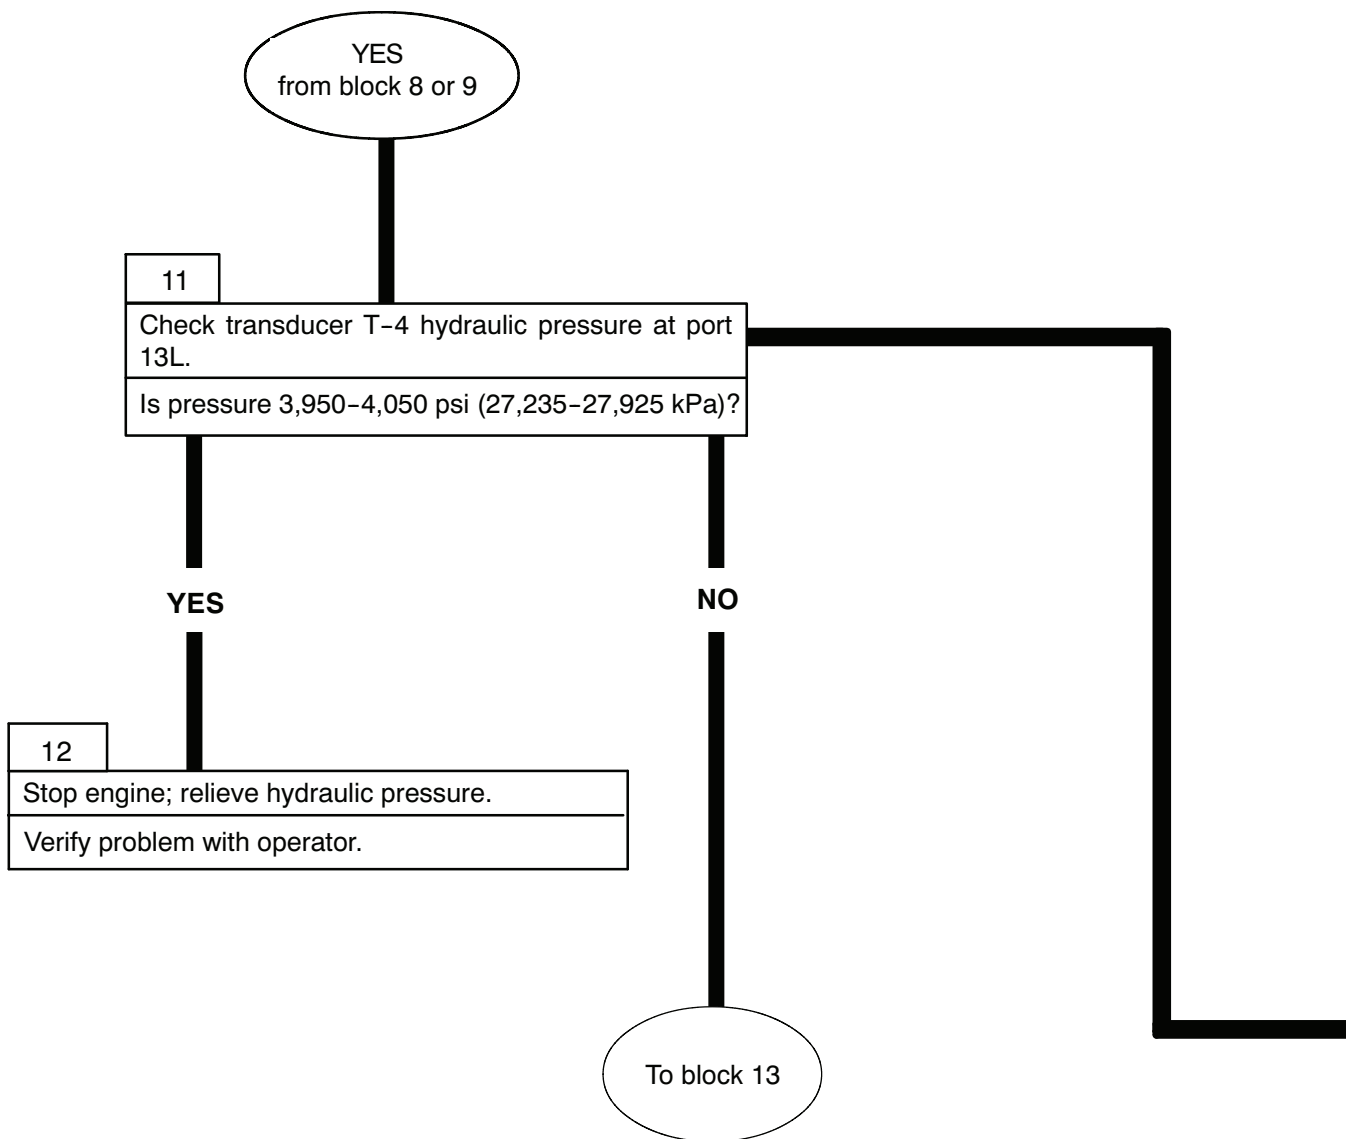 YES
from block 8 or 9
11
Check transducer T-4 hydraulic pressure at port
13L.
Is pressure 3,950-4,050 psi (27,235-27,925 kPa)?
YES
NO
12
Stop engine; relieve hydraulic pressure.
Verify problem with operator.
To block 13